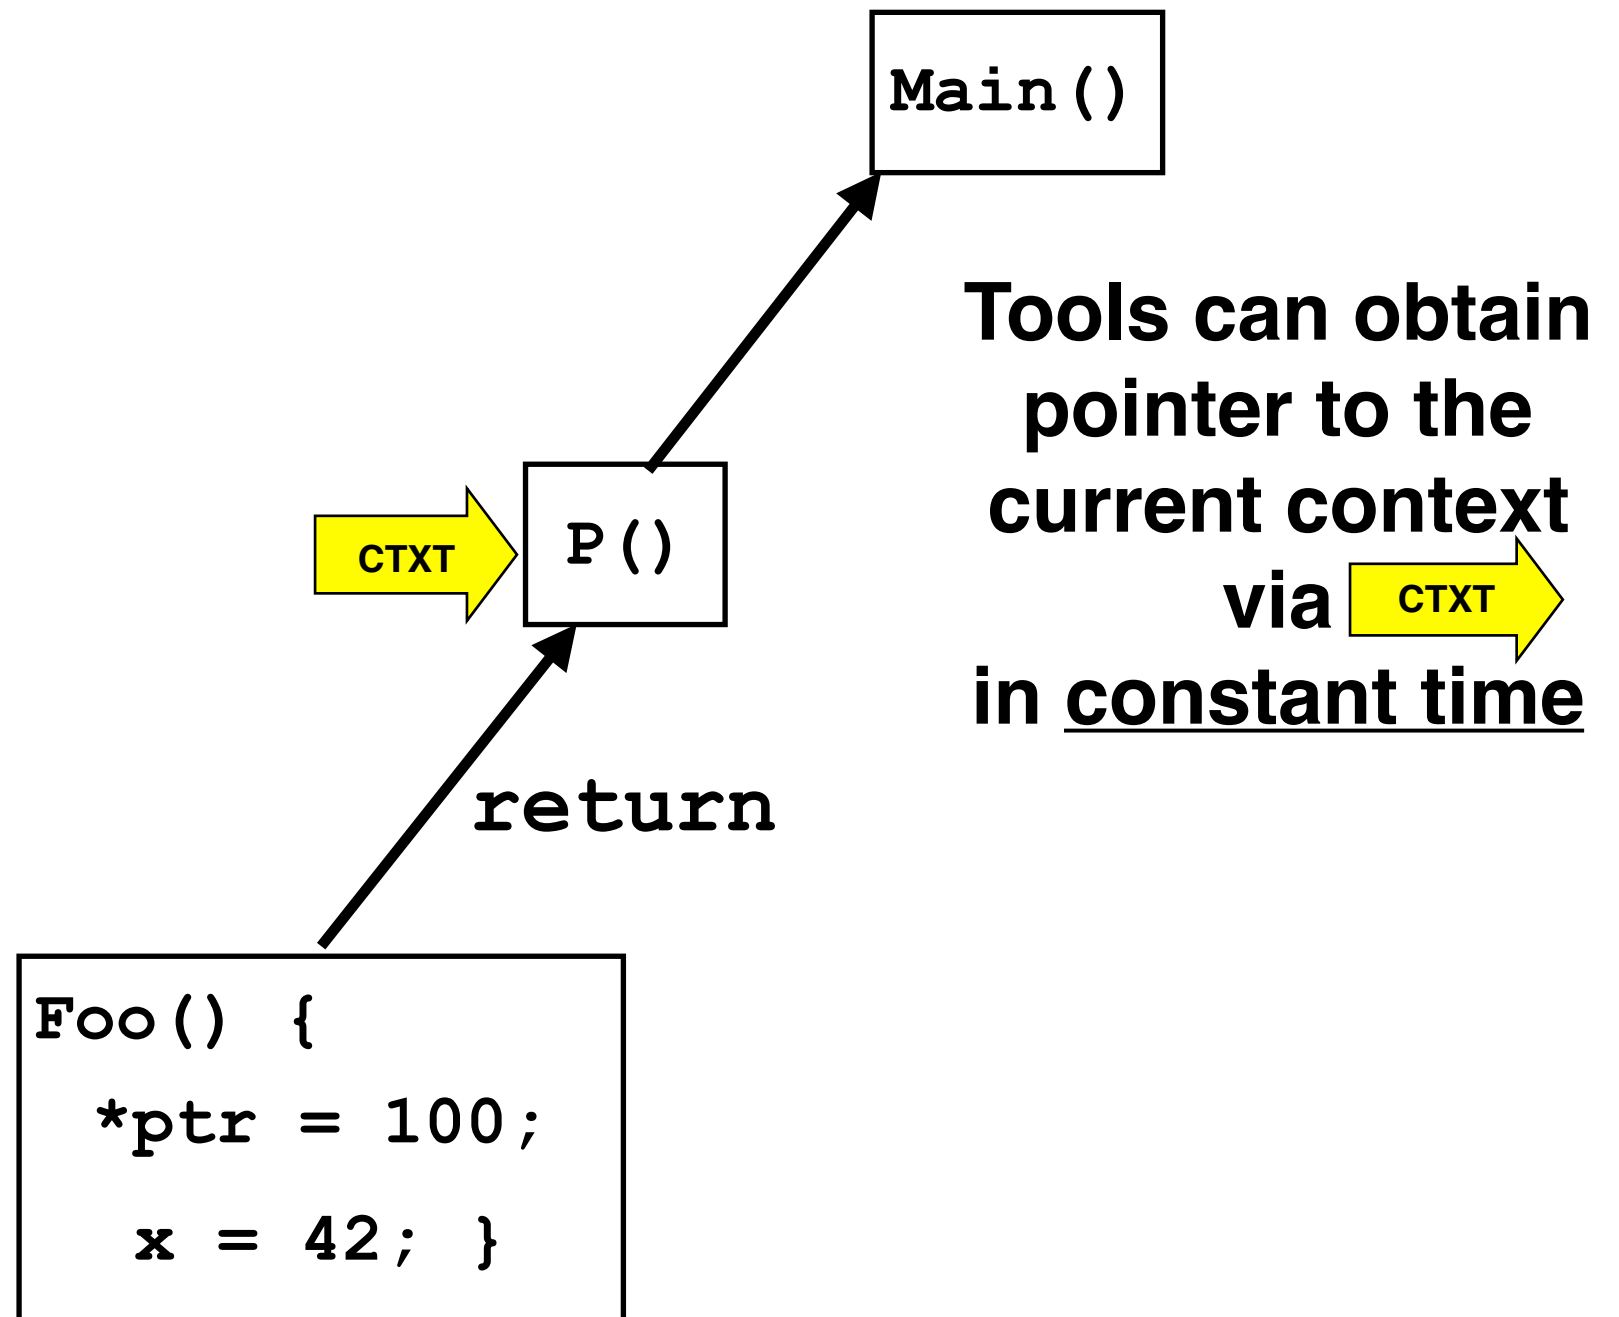 Main()
Tools can obtain
pointer to the
current context
via CTXT
in constant time
CTXT
P()
return
Foo() {
*ptr = 100;
x = 42; }